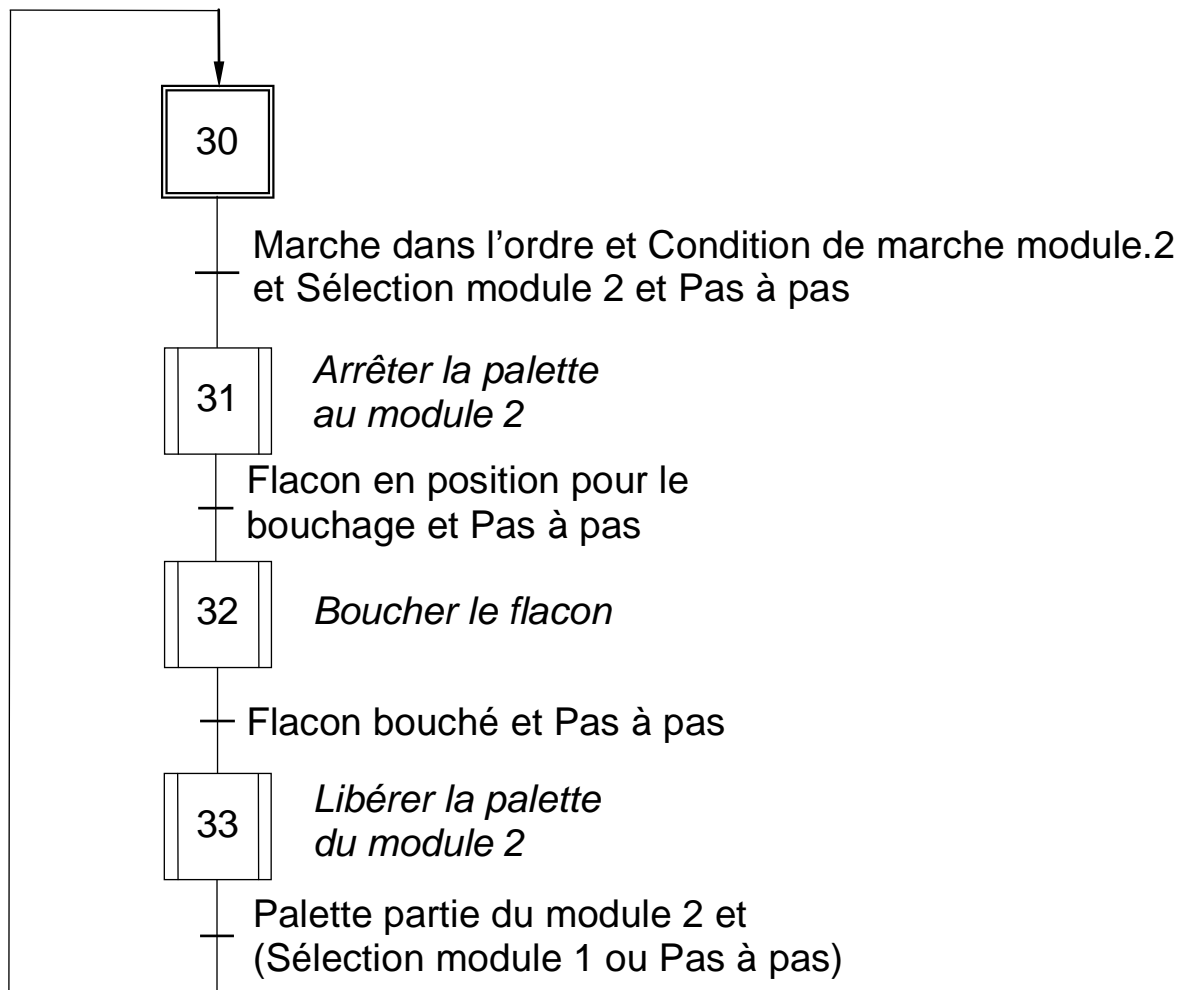 30
Marche dans l'ordre et Condition de marche module.2
et Sélection module 2 et Pas à pas
31
Arrêter la palette
au module 2
Flacon en position pour le
bouchage et Pas à pas
32
Boucher le flacon
Flacon bouché et Pas à pas
33
Libérer la palette
du module 2
Palette partie du module 2 et
(Sélection module 1 ou Pas à pas)